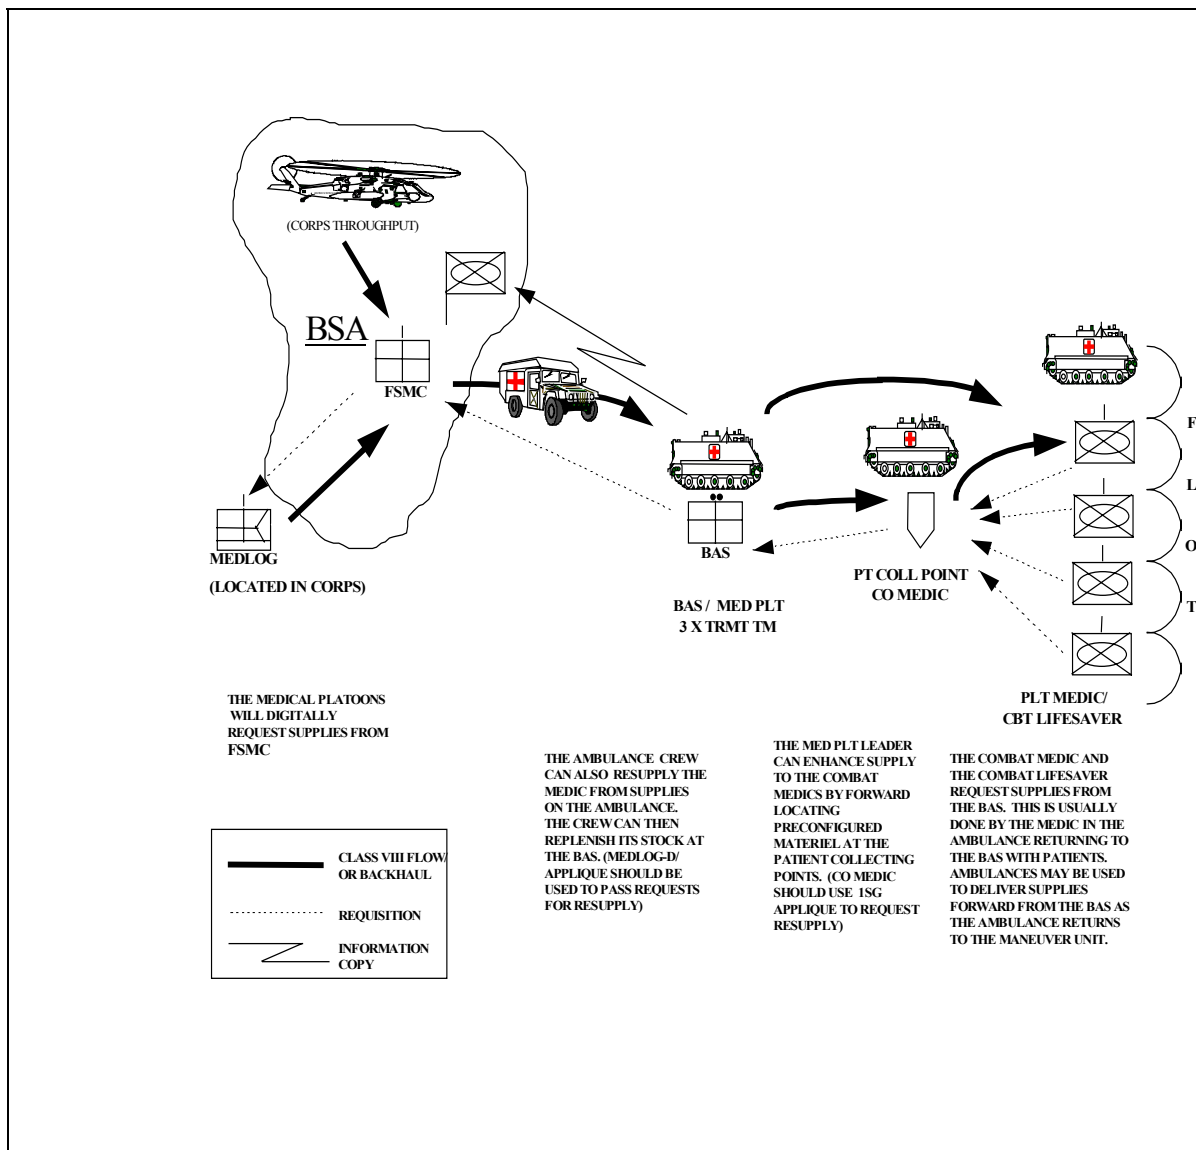 (CORPS THROUGHPUT)
BSA
FSMC
MEDLOG
(LOCATED IN CORPS)
BAS
BAS / MED PLT
3 X TRMT TM
PT COLL POINT
CO MEDIC
F
L
O
T
PLT MEDIC/
CBT LIFESAVER
THE MEDICAL PLATOONS
WILL DIGITALLY
REQUEST SUPPLIES FROM
FSMC
THE AMBULANCE CREW
CAN ALSO RESUPPLY THE
MEDIC FROM SUPPLIES
ON THE AMBULANCE.
THE CREW CAN THEN
REPLENISH ITS STOCK AT
THE BAS. (MEDLOG-D/
APPLIQUE SHOULD BE
USED TO PASS REQUESTS
FOR RESUPPLY)
THE MED PLT LEADER
CAN ENHANCE SUPPLY
TO THE COMBAT
MEDICS BY FORWARD
LOCATING
PRECONFIGURED
MATERIEL AT THE
PATIENT COLLECTING
POINTS. (CO MEDIC
SHOULD USE 1SG
APPLIQUE TO REQUEST
RESUPPLY)
THE COMBAT MEDIC AND
THE COMBAT LIFESAVER
REQUEST SUPPLIES FROM
THE BAS. THIS IS USUALLY
DONE BY THE MEDIC IN THE
AMBULANCE RETURNING TO
THE BAS WITH PATIENTS.
AMBULANCES MAY BE USED
TO DELIVER SUPPLIES
FORWARD FROM THE BAS AS
THE AMBULANCE RETURNS
TO THE MANEUVER UNIT.
CLASS VIII FLOW/
OR BACKHAUL
REQUISITION
INFORMATION
COPY